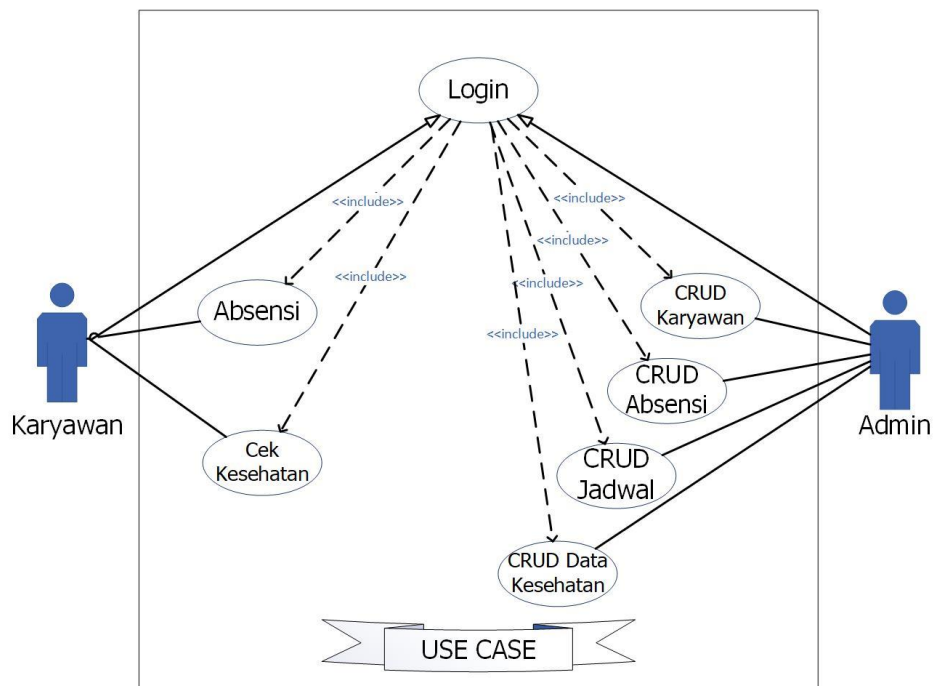 Login
<<include>>
<<include>>
<<include>>
<<include>>
<<include>>
<<include>>
Absensi
CRUD
Karyawan
CRUD
Absensi
Karyawan
Admin
Cek
Kesehatan
CRUD
Jadwal
CRUD Data
Kesehatan
USE CASE